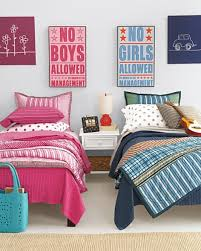 NO
BOYS
ALLOWED
MANAGEMENT
NO
GIRLS
ALLOWED
MANAGEMENT